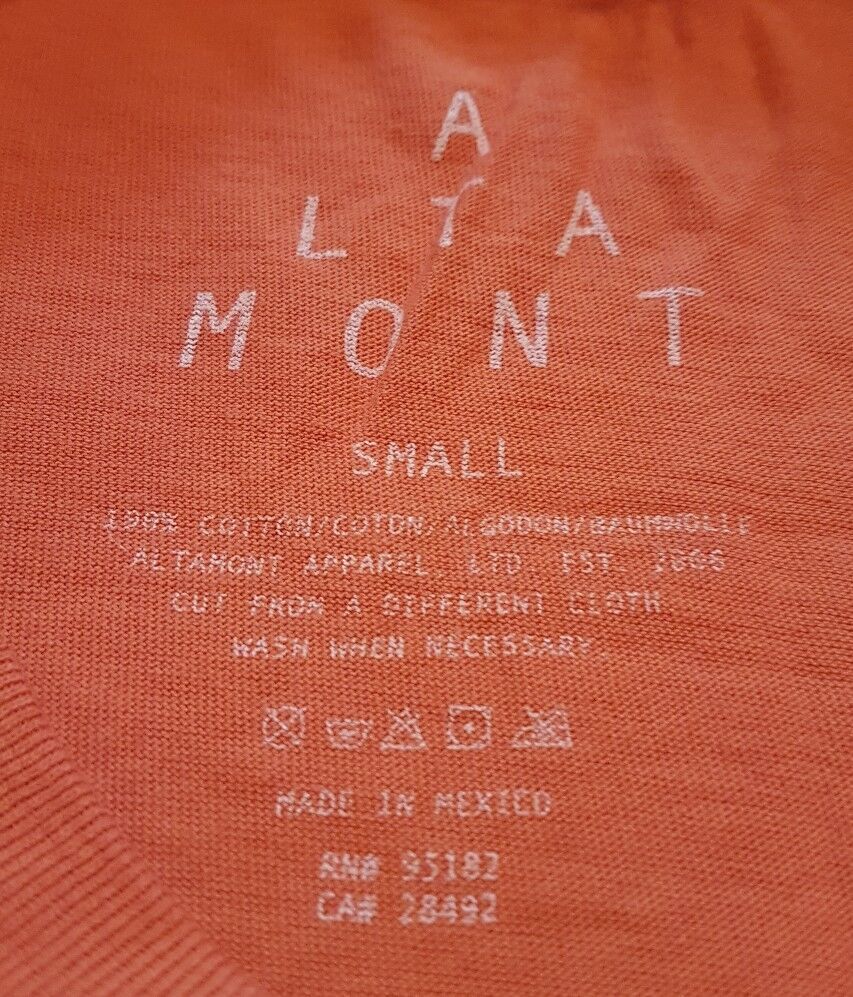 A
L T A
M O N T
SMALL
100% COTTON/COTON/ALGODON/BAUMWOLLE
ALTAMONT APPAREL, LTD. EST. 2006
CUT FROM A DIFFERENT CLOTH.
WASH WHEN NECESSARY.
MADE IN MEXICO
RN# 95182
CA# 28492